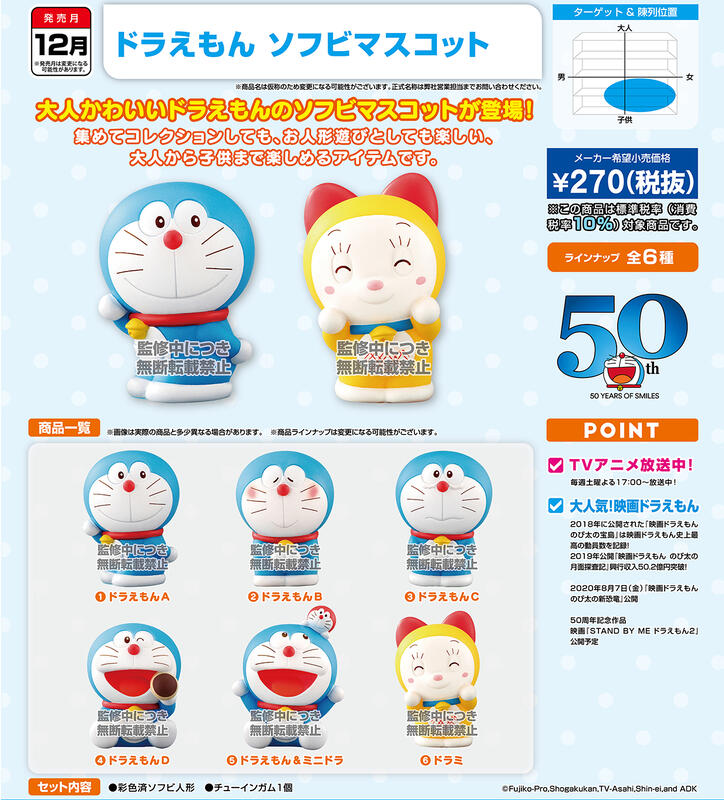 発売月
12月
※発売月は変更になる
可能性があります。
ドラえもん ソフビマスコット
ターゲット & 陳列位置
大人
男
女
子供
※商品名は仮称のため変更になる可能性がございます。正式名称は弊社営業担当までお問い合わせください。
大人かわいいドラえもんのソフビマスコットが登場!
集めてコレクションしても、お人形遊びとしても楽しい、
大人から子供まで楽しめるアイテムです。
メーカー希望小売価格
¥270(税抜)
※この商品は標準税率(消費
税率10%)対象商品です。
ラインナップ 全6種
監修中につき
無断転載禁止
監修中につき
無断転載禁止
50th
50 YEARS OF SMILES
商品一覧
※画像は実際の商品と多少異なる場合があります。 ※商品ラインナップは変更になる可能性がございます。
POINT
TVアニメ放送中!
毎週土曜よる17:00〜放送中!
大人気!映画ドラえもん
2018年に公開された「映画ドラえもん
のび太の宝島」は映画ドラえもん史上最
高の動員数を記録!
2019年公開「映画ドラえもん のび太の
月面探査記」興行収入50.2億円突破!
2020年8月7日(金)「映画ドラえもん
のび太の新恐竜」公開
50周年記念作品
映画「STAND BY ME ドラえもん2」
公開予定
監修中につき
無断転載禁止
監修中につき
無断転載禁止
監修中につき
無断転載禁止
①ドラえもんA
②ドラえもんB
③ドラえもんC
監修中につき
無断転載禁止
監修中につき
無断転載禁止
監修中につき
無断転載禁止
④ドラえもんD
⑤ドラえもん&ミニドラ
⑥ドラミ
セット内容
●彩色済ソフビ人形 ●チューインガム1個
©Fujiko-Pro,Shogakukan,TV-Asahi,Shin-ei,and ADK